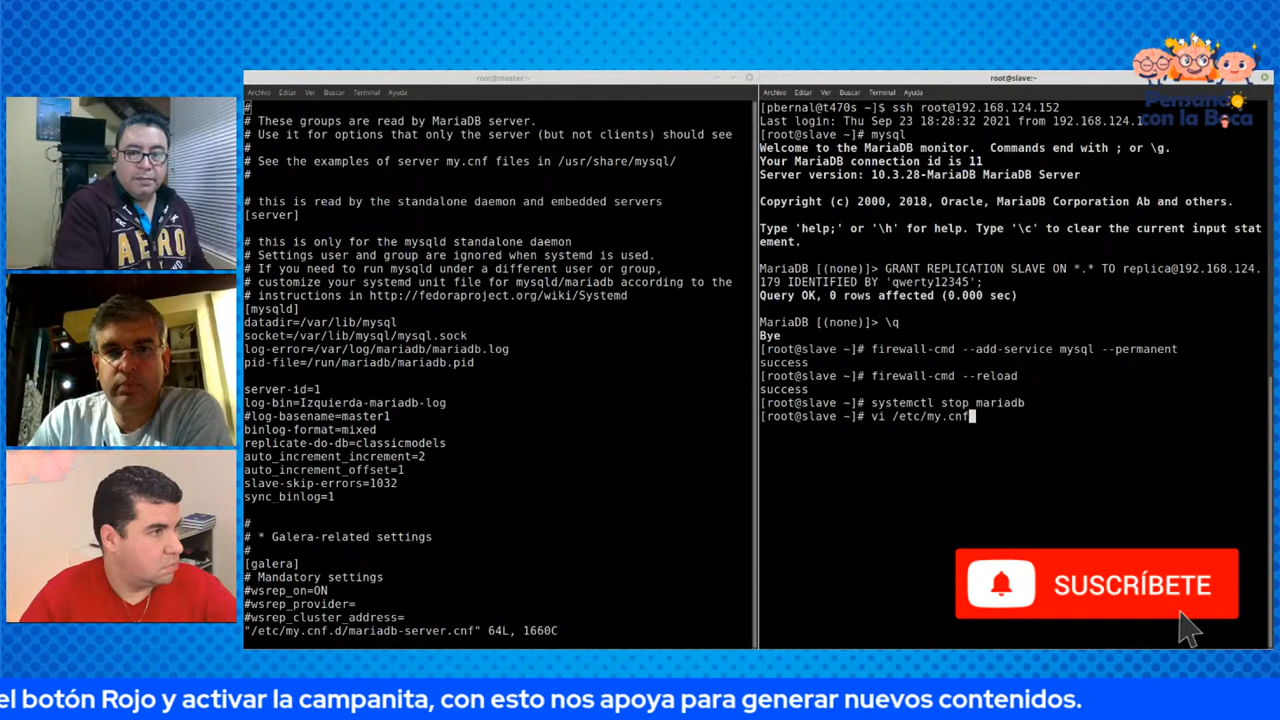 Pensando
con la Boca
AERO
root@master:~
Archivo Editar Ver Buscar Terminal Ayuda
#
# These groups are read by MariaDB server.
# Use it for options that only the server (but not clients) should see
#
# See the examples of server my.cnf files in /usr/share/mysql/
#
# this is read by the standalone daemon and embedded servers
[server]
# this is only for the mysqld standalone daemon
# Settings user and group are ignored when systemd is used.
# If you need to run mysqld under a different user or group,
# customize your systemd unit file for mysqld/mariadb according to the
# instructions in http://fedoraproject.org/wiki/Systemd
[mysqld]
datadir=/var/lib/mysql
socket=/var/lib/mysql/mysql.sock
log-error=/var/log/mariadb/mariadb.log
pid-file=/run/mariadb/mariadb.pid
server-id=1
log-bin=Izquierda-mariadb-log
#log-basename=master1
binlog-format=mixed
replicate-do-db=classicmodels
auto_increment_increment=2
auto_increment_offset=1
slave-skip-errors=1032
sync_binlog=1
#
# * Galera-related settings
#
[galera]
# Mandatory settings
#wsrep_on=ON
#wsrep_provider=
#wsrep_cluster_address=
"/etc/my.cnf.d/mariadb-server.cnf" 64L, 1660C
root@slave:~
Archivo Editar Ver Buscar Terminal Ayuda
[pbernal@t470s ~]$ ssh root@192.168.124.152
Last login: Thu Sep 23 18:28:32 2021 from 192.168.124.1
[root@slave ~]# mysql
Welcome to the MariaDB monitor.  Commands end with ; or \g.
Your MariaDB connection id is 11
Server version: 10.3.28-MariaDB MariaDB Server
Copyright (c) 2000, 2018, Oracle, MariaDB Corporation Ab and others.
Type 'help;' or '\h' for help. Type '\c' to clear the current input stat
ement.
MariaDB [(none)]> GRANT REPLICATION SLAVE ON *.* TO replica@192.168.124.
179 IDENTIFIED BY 'qwerty12345';
Query OK, 0 rows affected (0.000 sec)
MariaDB [(none)]> \q
Bye
[root@slave ~]# firewall-cmd --add-service mysql --permanent
success
[root@slave ~]# firewall-cmd --reload
success
[root@slave ~]# systemctl stop mariadb
[root@slave ~]# vi /etc/my.cnf
SUSCRÍBETE
el botón Rojo y activar la campanita, con esto nos apoya para generar nuevos contenidos.